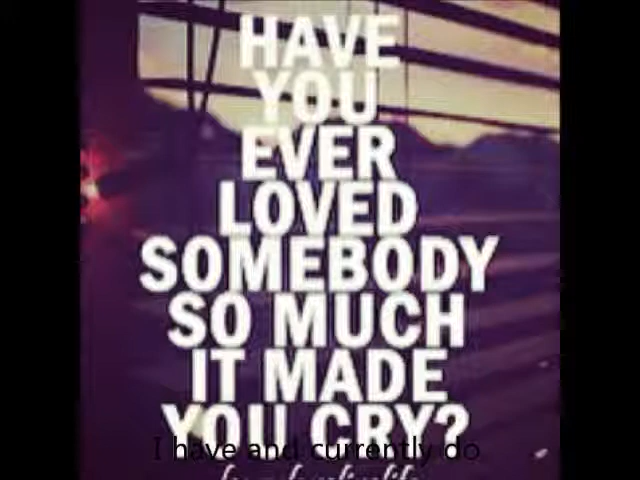 HAVE
YOU
EVER
LOVED
SOMEBODY
SO MUCH
IT MADE
YOU CRY?
I have and currently do